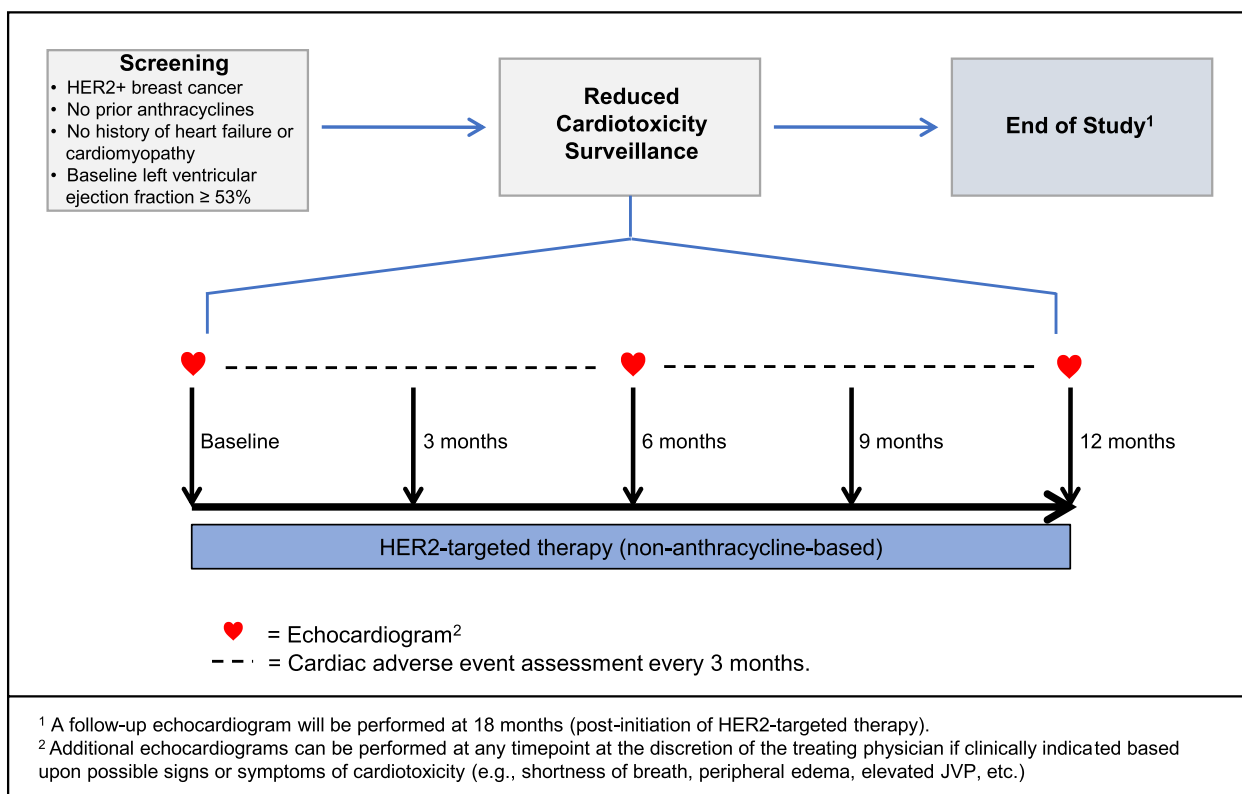 Screening
• HER2+ breast cancer
• No prior anthracyclines
• No history of heart failure or
cardiomyopathy
• Baseline left ventricular
ejection fraction ≥ 53%
Reduced
Cardiotoxicity
Surveillance
End of Study¹
Baseline
3 months
6 months
9 months
12 months
HER2-targeted therapy (non-anthracycline-based)
= Echocardiogram²
= Cardiac adverse event assessment every 3 months.
¹ A follow-up echocardiogram will be performed at 18 months (post-initiation of HER2-targeted therapy).
² Additional echocardiograms can be performed at any timepoint at the discretion of the treating physician if clinically indicated based
upon possible signs or symptoms of cardiotoxicity (e.g., shortness of breath, peripheral edema, elevated JVP, etc.)